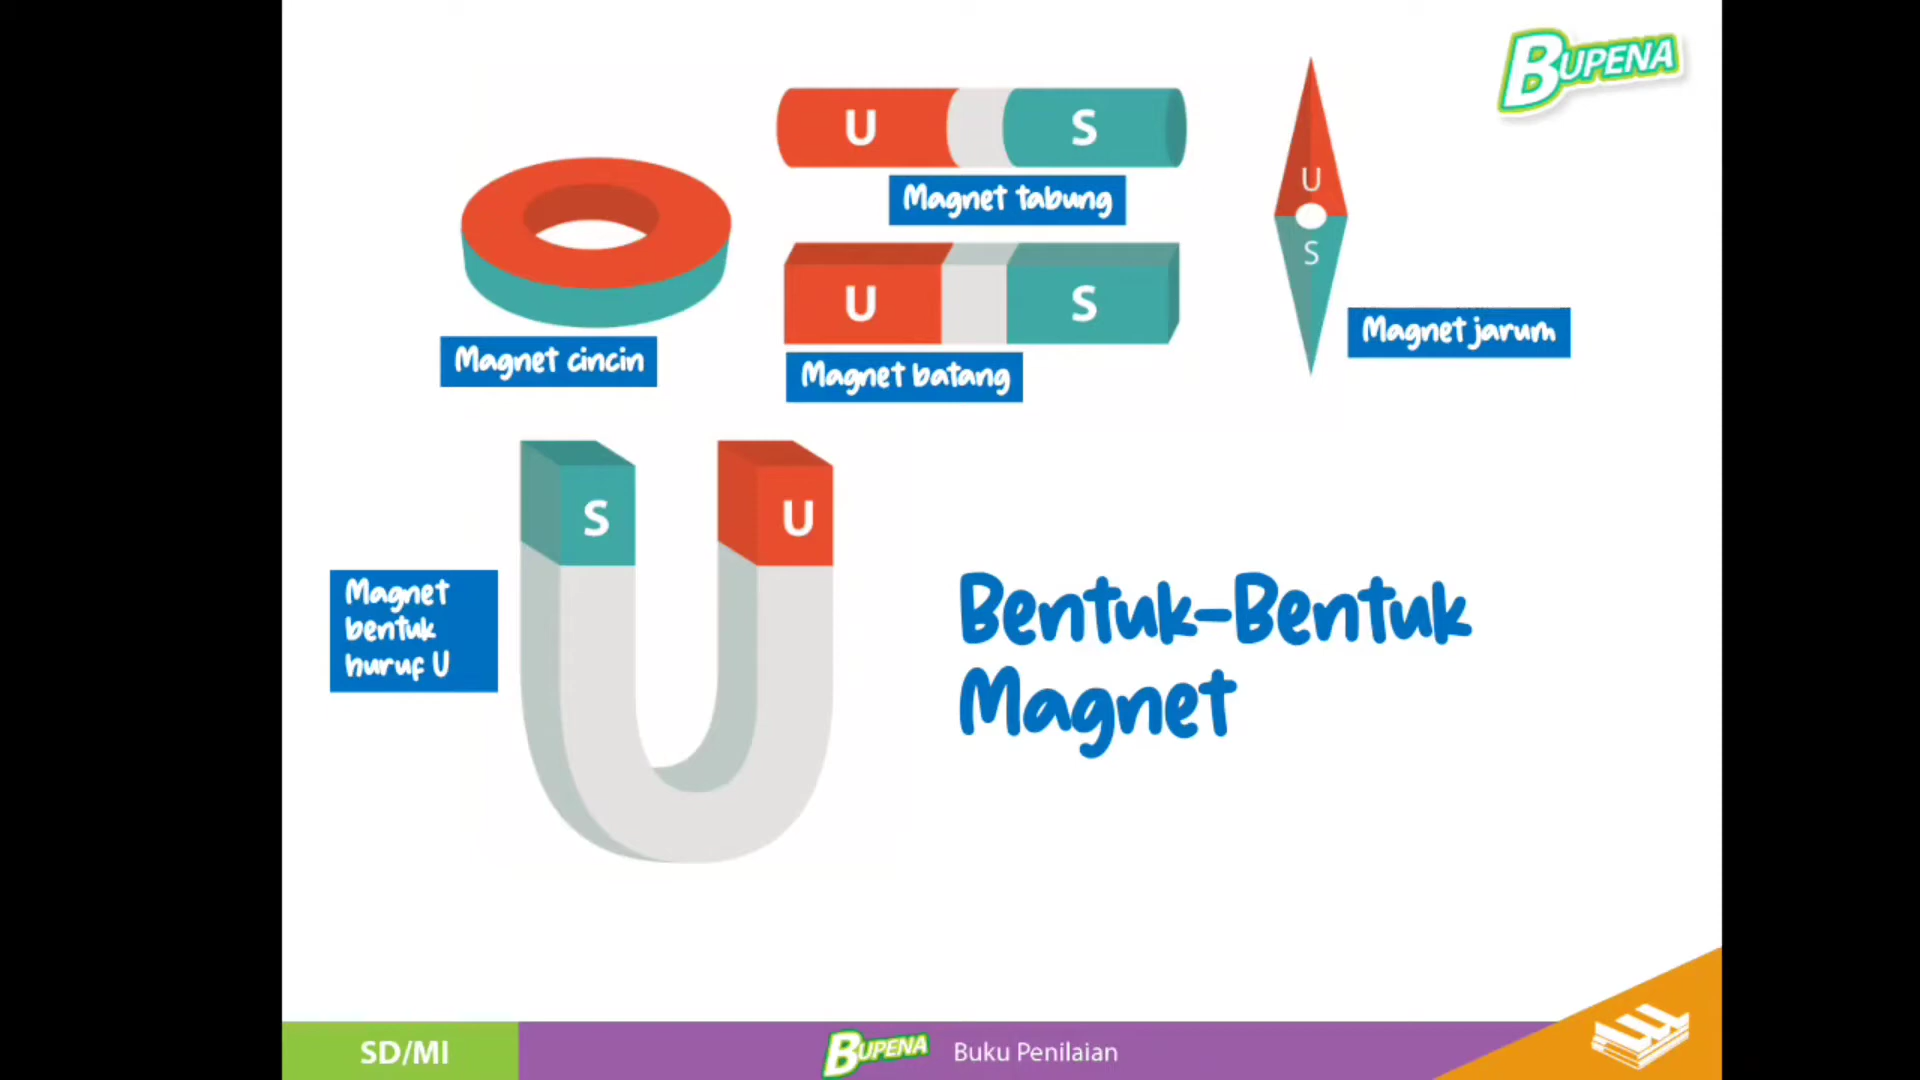 BUPENA
U S
Magnet tabung
U
S
Magnet cincin
U S
Magnet batang
Magnet jarum
S U
Magnet
bentuk
huruf U
Bentuk-Bentuk
Magnet
SD/MI
BUPENA Buku Penilaian